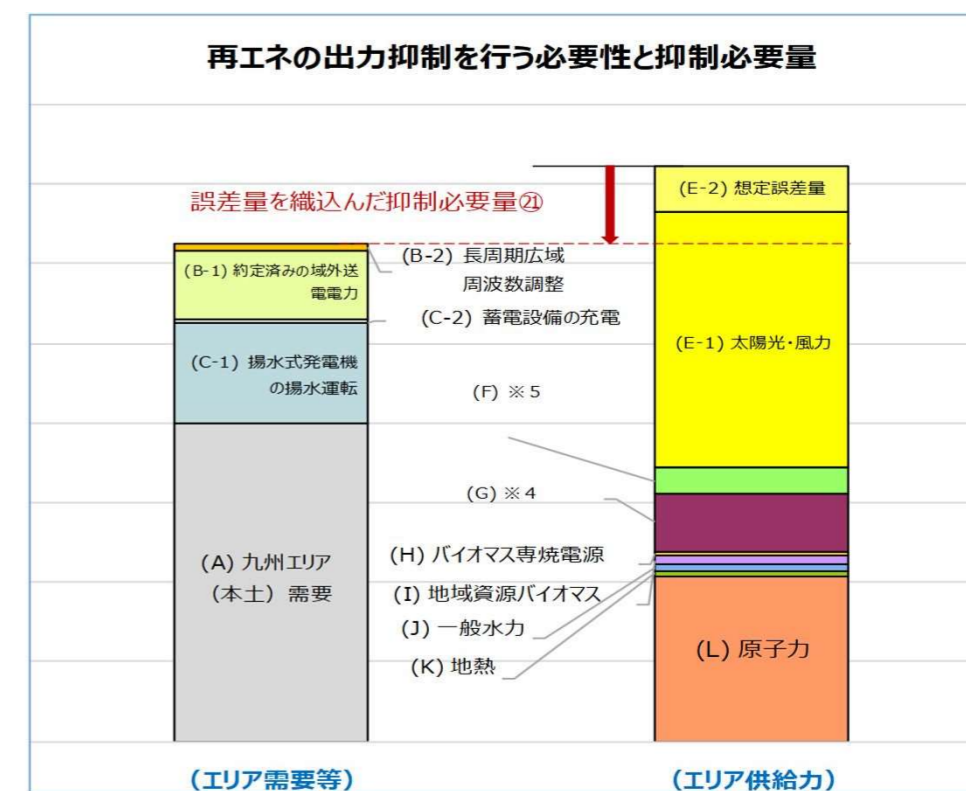 再エネの出力抑制を行う必要性と抑制必要量
誤差量を織込んだ抑制必要量㉑
(B-1) 約定済みの域外送
電電力
(C-1) 揚水式発電機
の揚水運転
(A) 九州エリア
(本土) 需要
(B-2) 長周期広域
周波数調整
(C-2) 蓄電設備の充電
(F) ※5
(G) ※4
(H) バイオマス専焼電源
(I) 地域資源バイオマス
(J) 一般水力
(K) 地熱
(E-2) 想定誤差量
(E-1) 太陽光・風力
(L) 原子力
(エリア需要等)
(エリア供給力)